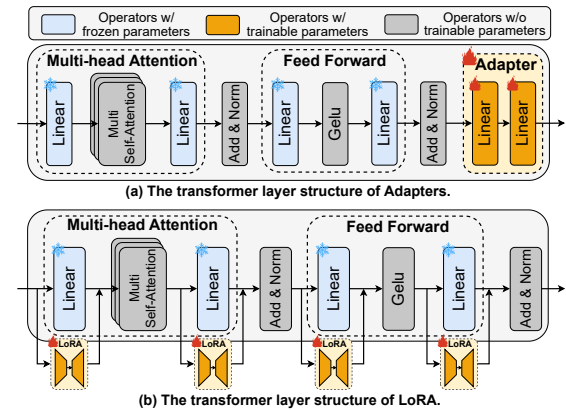 Operators w/
frozen parameters
Operators w/
trainable parameters
Operators w/o
trainable parameters
Multi-head Attention
Feed Forward
Adapter
Linear
Multi
Self-Attention
Linear
Add & Norm
Linear
Gelu
Linear
Add & Norm
Linear
Linear
(a) The transformer layer structure of Adapters.
Multi-head Attention
Feed Forward
Linear
Multi
Self-Attention
Linear
Add & Norm
Linear
Gelu
Linear
Add & Norm
LoRA
LoRA
LoRA
LoRA
(b) The transformer layer structure of LoRA.